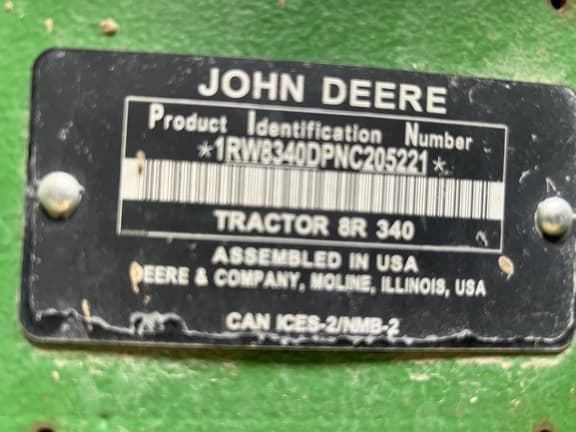 JOHN DEERE
Product Identification Number
*1RW8340DPNC205221*
TRACTOR 8R 340
ASSEMBLED IN USA
DEERE & COMPANY, MOLINE, ILLINOIS, USA
CAN ICES-2/NMB-2